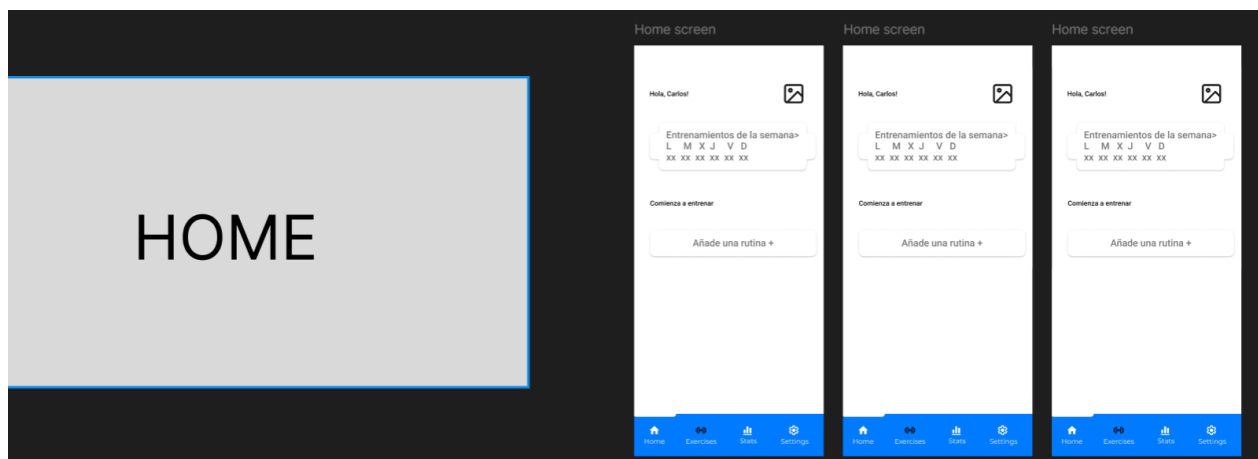 HOME
Home screen
Hola, Carlos!
Entrenamientos de la semana>
L M X J V D
xx xx xx xx xx xx
Comienza a entrenar
Añade una rutina +
Home Exercises Stats Settings
Home screen
Hola, Carlos!
Entrenamientos de la semana>
L M X J V D
xx xx xx xx xx xx
Comienza a entrenar
Añade una rutina +
Home Exercises Stats Settings
Home screen
Hola, Carlos!
Entrenamientos de la semana>
L M X J V D
xx xx xx xx xx xx
Comienza a entrenar
Añade una rutina +
Home Exercises Stats Settings